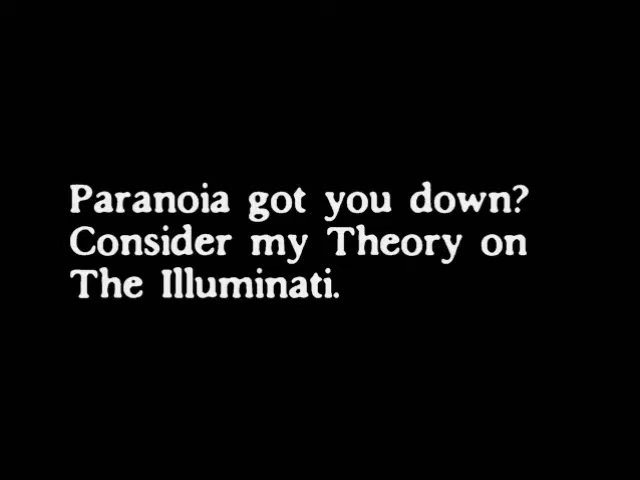 Paranoia got you down?
Consider my Theory on
The Illuminati.